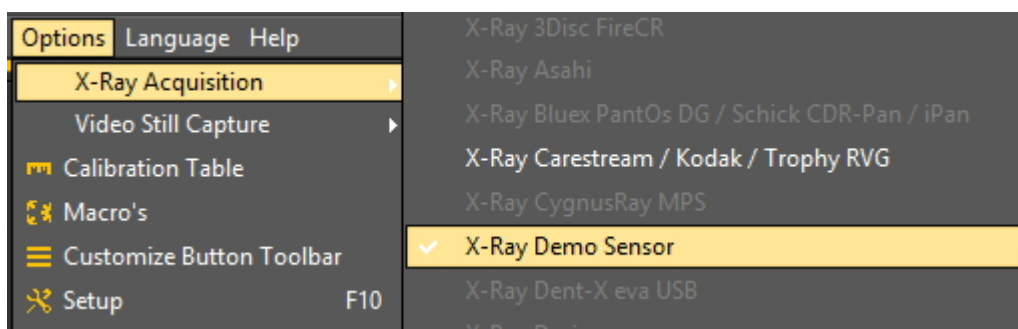 Options Language Help
X-Ray Acquisition
Video Still Capture
Calibration Table
Macro's
Customize Button Toolbar
Setup F10
X-Ray 3Disc FireCR
X-Ray Asahi
X-Ray Bluex PantOs DG / Schick CDR-Pan / iPan
X-Ray Carestream / Kodak / Trophy RVG
X-Ray CygnusRay MPS
X-Ray Demo Sensor
X-Ray Dent-X eva USB